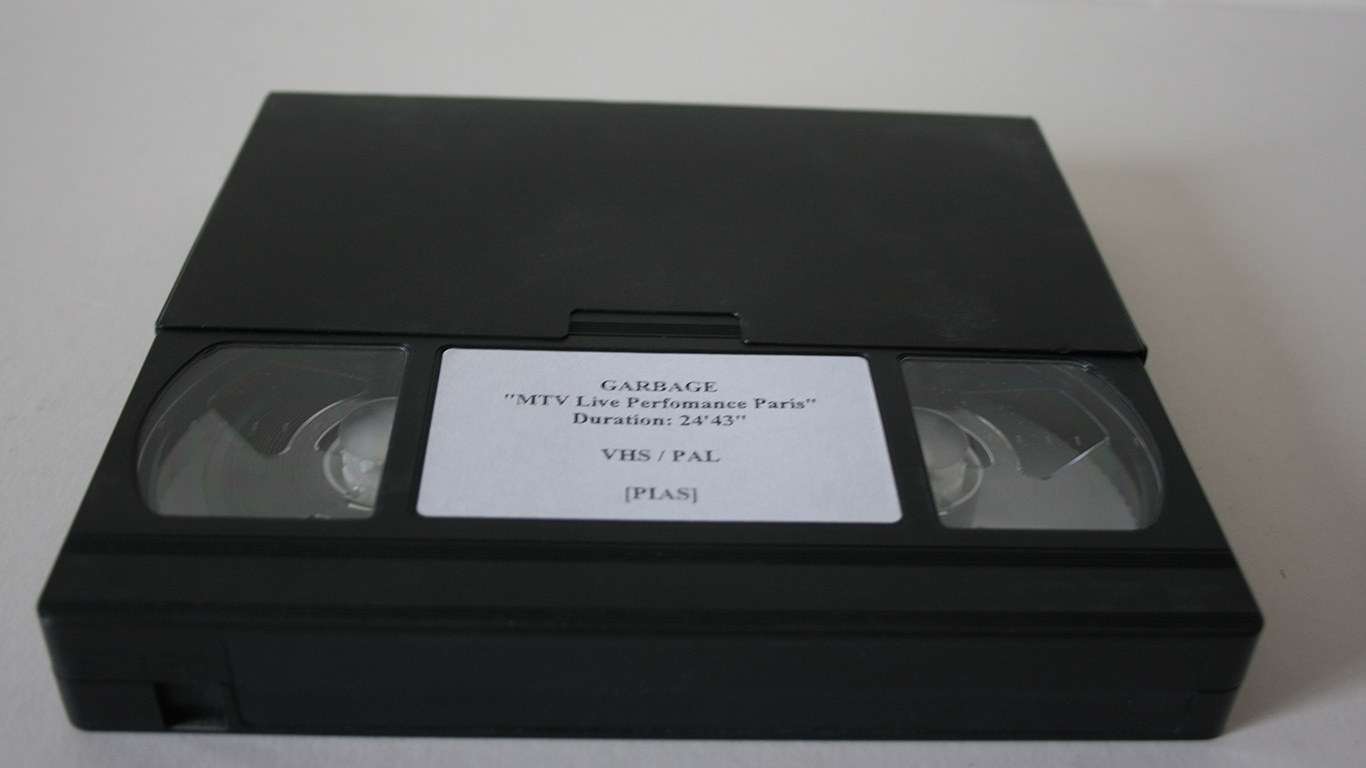 GARBAGE
"MTV Live Perfomance Paris"
Duration: 24'43"
VHS / PAL
[PIAS]